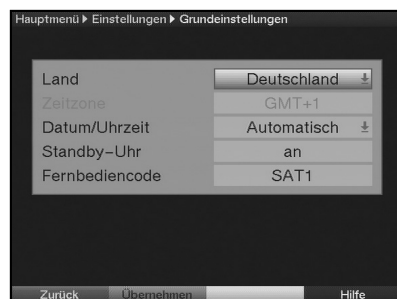 Hauptmenü Einstellungen Grundeinstellungen
Land Deutschland
Zeitzone GMT+1
Datum/Uhrzeit Automatisch
Standby-Uhr an
Fernbediencode SAT1
Zurück Übernehmen Hilfe